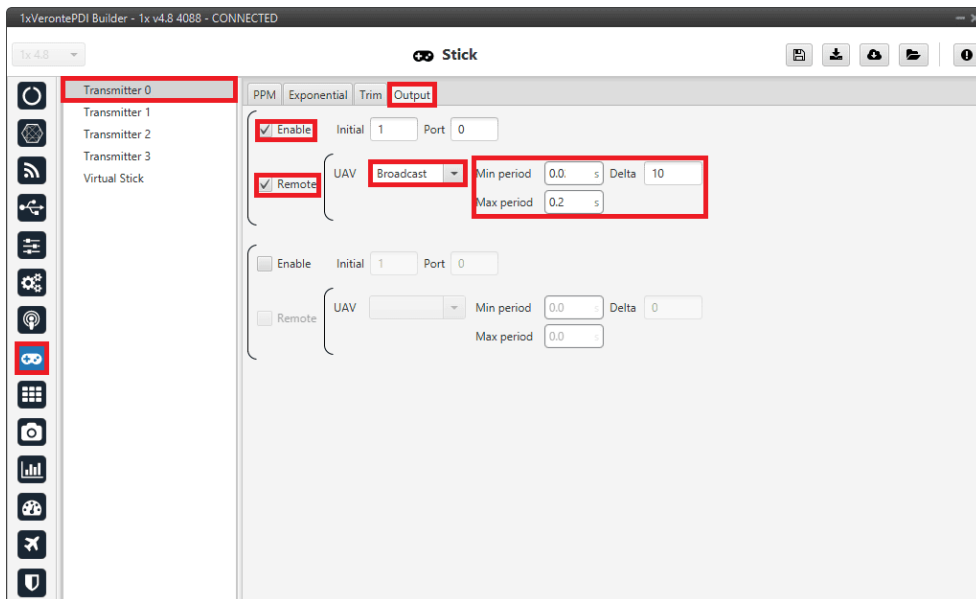 1xVerontePDI Builder - 1x v4.8 4088 - CONNECTED
1x 4.8
Stick
Transmitter 0
Transmitter 1
Transmitter 2
Transmitter 3
Virtual Stick
PPM Exponential Trim Output
Enable Initial 1 Port 0
Remote UAV Broadcast Min period 0.0. s Delta 10
Max period 0.2 s
Enable Initial 1 Port 0
Remote UAV Min period 0.0 s Delta 0
Max period 0.0 s